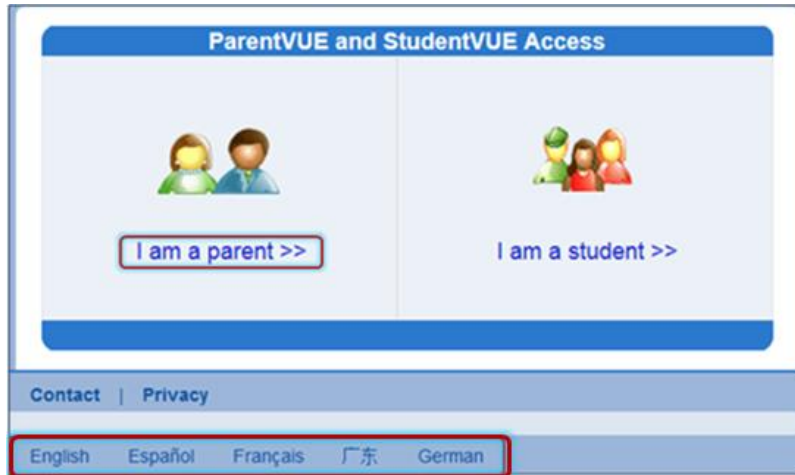 ParentVUE and StudentVUE Access
I am a parent >>
I am a student >>
Contact | Privacy
English Español Français 广东 German